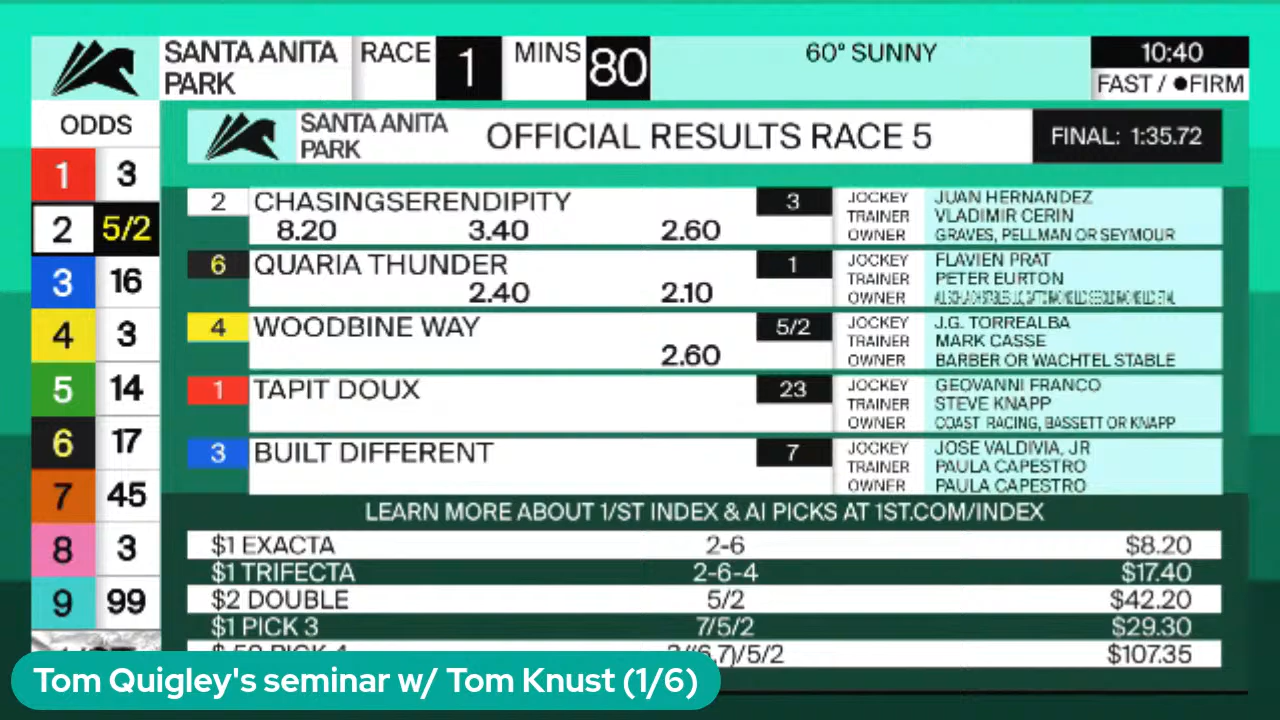 SANTA ANITA PARK RACE 1 MINS 80 60° SUNNY 10:40
FAST / ●FIRM
ODDS
1 3
2 5/2
3 16
4 3
5 14
6 17
7 45
8 3
9 99
SANTA ANITA PARK OFFICIAL RESULTS RACE 5 FINAL: 1:35.72
2 CHASINGSERENDIPITY 3 JOCKEY JUAN HERNANDEZ
TRAINER VLADIMIR CERIN
8.20 3.40 2.60 OWNER GRAVES, PELLMAN OR SEYMOUR
6 QUARIA THUNDER 1 JOCKEY FLAVIEN PRAT
TRAINER PETER EURTON
2.40 2.10 OWNER
4 WOODBINE WAY 5/2 JOCKEY J.G. TORREALBA
TRAINER MARK CASSE
2.60 OWNER BARBER OR WACHTEL STABLE
1 TAPIT DOUX 23 JOCKEY GEOVANNI FRANCO
TRAINER STEVE KNAPP
OWNER COAST RACING, BASSETT OR KNAPP
3 BUILT DIFFERENT 7 JOCKEY JOSE VALDIVIA, JR
TRAINER PAULA CAPESTRO
OWNER PAULA CAPESTRO
LEARN MORE ABOUT 1/ST INDEX & AI PICKS AT 1ST.COM/INDEX
$1 EXACTA 2-6 $8.20
$1 TRIFECTA 2-6-4 $17.40
$2 DOUBLE 5/2 $42.20
$1 PICK 3 7/5/2 $29.30
PICK 4 $107.35
Tom Quigley's seminar w/ Tom Knust (1/6)